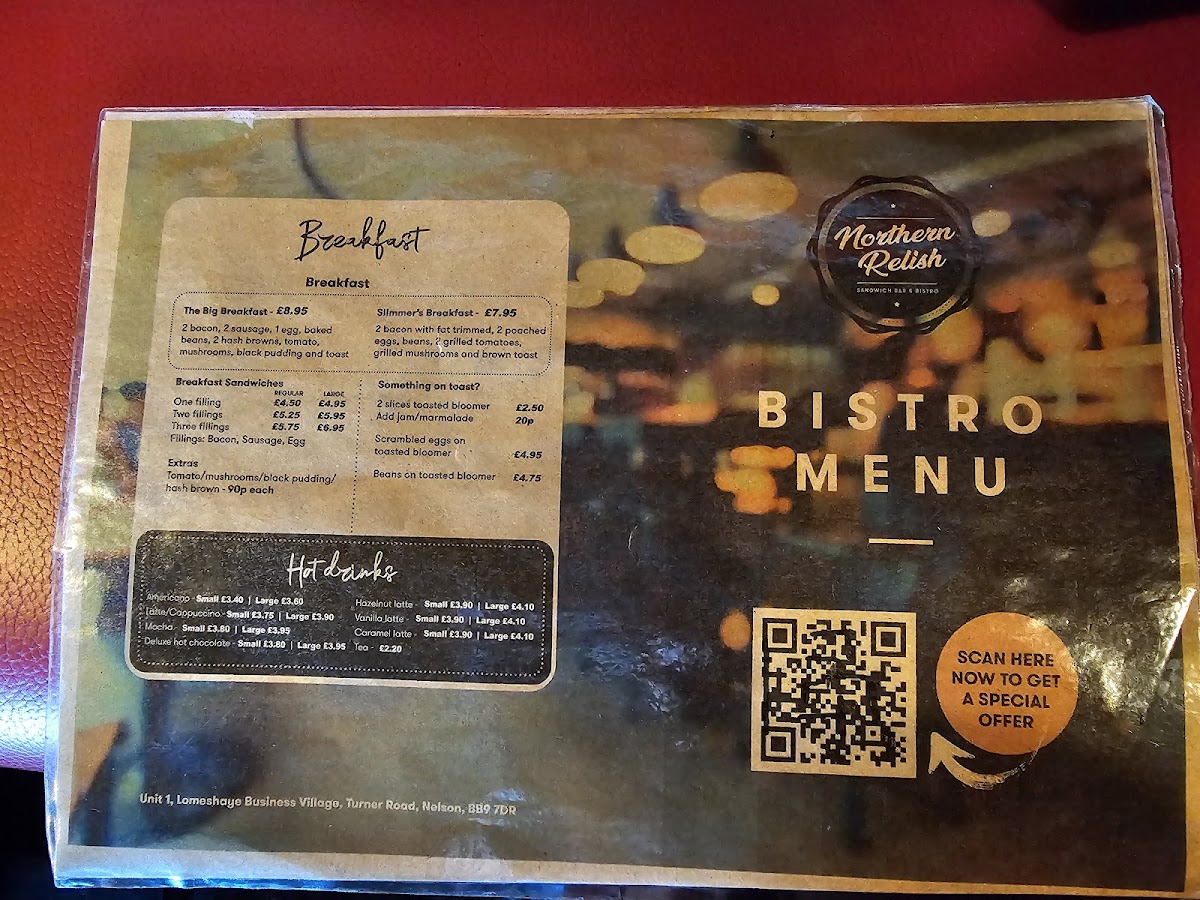 Breakfast
Breakfast
The Big Breakfast - £8.95
2 bacon, 2 sausage, 1 egg, baked
beans, 2 hash browns, tomato,
mushrooms, black pudding and toast
Slimmer's Breakfast - £7.95
2 bacon with fat trimmed, 2 poached
eggs, beans, 2 grilled tomatoes,
grilled mushrooms and brown toast
Breakfast Sandwiches
REGULAR LARGE
One filling £4.50 £4.95
Two fillings £5.25 £5.95
Three fillings £5.75 £6.95
Fillings: Bacon, Sausage, Egg
Extras
Tomato/mushrooms/black pudding/
hash brown - 90p each
Something on toast?
2 slices toasted bloomer £2.50
Add jam/marmalade 20p
Scrambled eggs on
toasted bloomer £4.95
Beans on toasted bloomer £4.75
Hot drinks
Americano - Small £3.40 | Large £3.60
Latte/Cappuccino - Small £3.75 | Large £3.90
Mocha - Small £3.80 | Large £3.95
Deluxe hot chocolate - Small £3.80 | Large £3.95
Hazelnut latte - Small £3.90 | Large £4.10
Vanilla latte - Small £3.90 | Large £4.10
Caramel latte - Small £3.90 | Large £4.10
Tea - £2.20
Unit 1, Lomeshaye Business Village, Turner Road, Nelson, BB9 7DR
Northern
Relish
SANDWICH BAR & BISTRO
BISTRO
MENU
SCAN HERE
NOW TO GET
A SPECIAL
OFFER